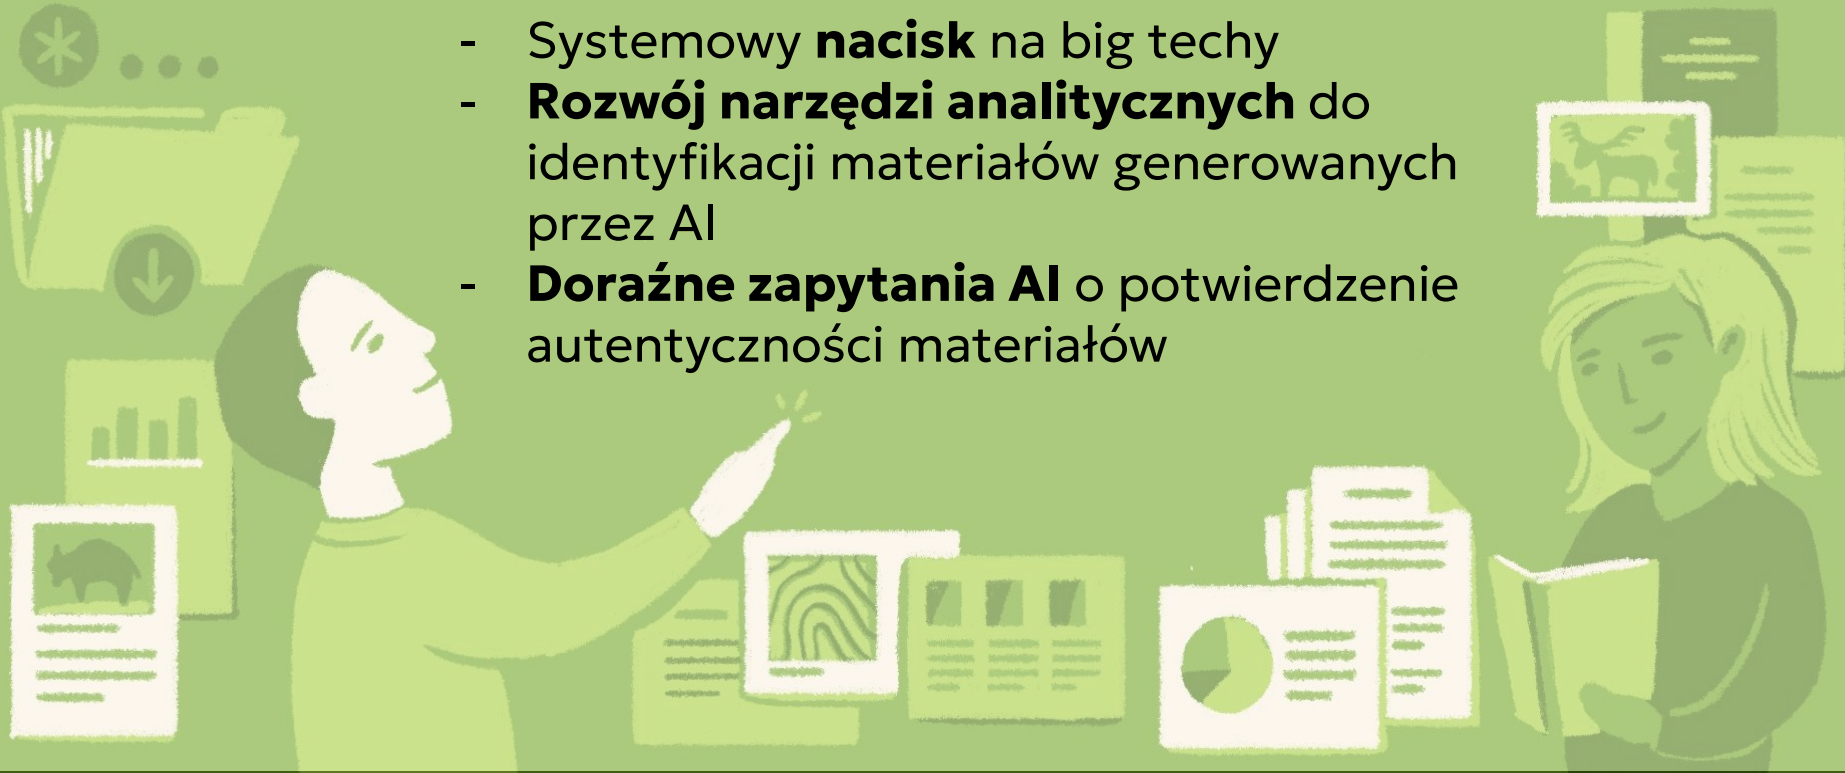 - Systemowy nacisk na big techy
- Rozwój narzędzi analitycznych do
identyfikacji materiałów generowanych
przez AI
- Doraźne zapytania AI o potwierdzenie
autentyczności materiałów